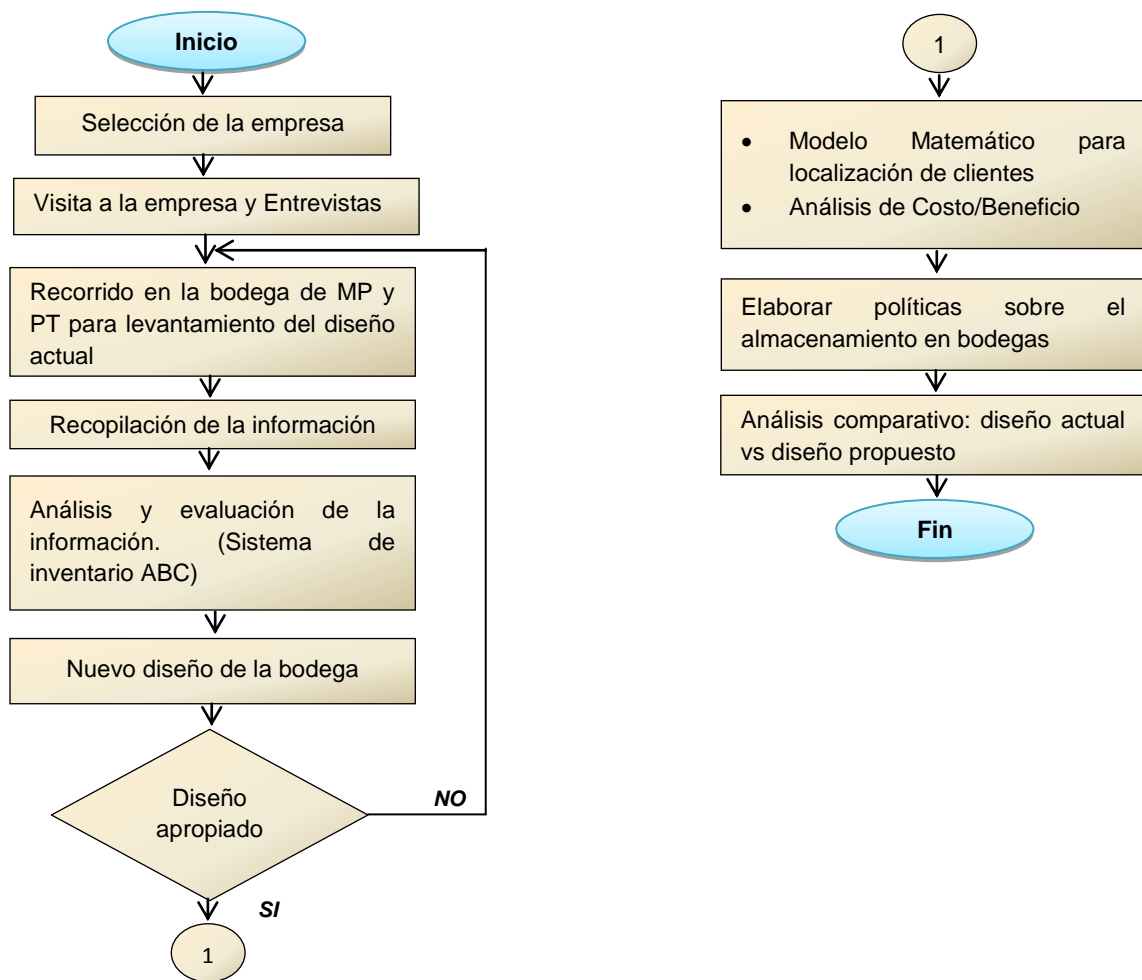 Inicio
Selección de la empresa
Visita a la empresa y Entrevistas
Recorrido en la bodega de MP y
PT para levantamiento del diseño
actual
Recopilación de la información
Análisis y evaluación de la
información. (Sistema de
inventario ABC)
Nuevo diseño de la bodega
Diseño
apropiado
NO
SI
1
1
• Modelo Matemático para
localización de clientes
• Análisis de Costo/Beneficio
Elaborar políticas sobre el
almacenamiento en bodegas
Análisis comparativo: diseño actual
vs diseño propuesto
Fin